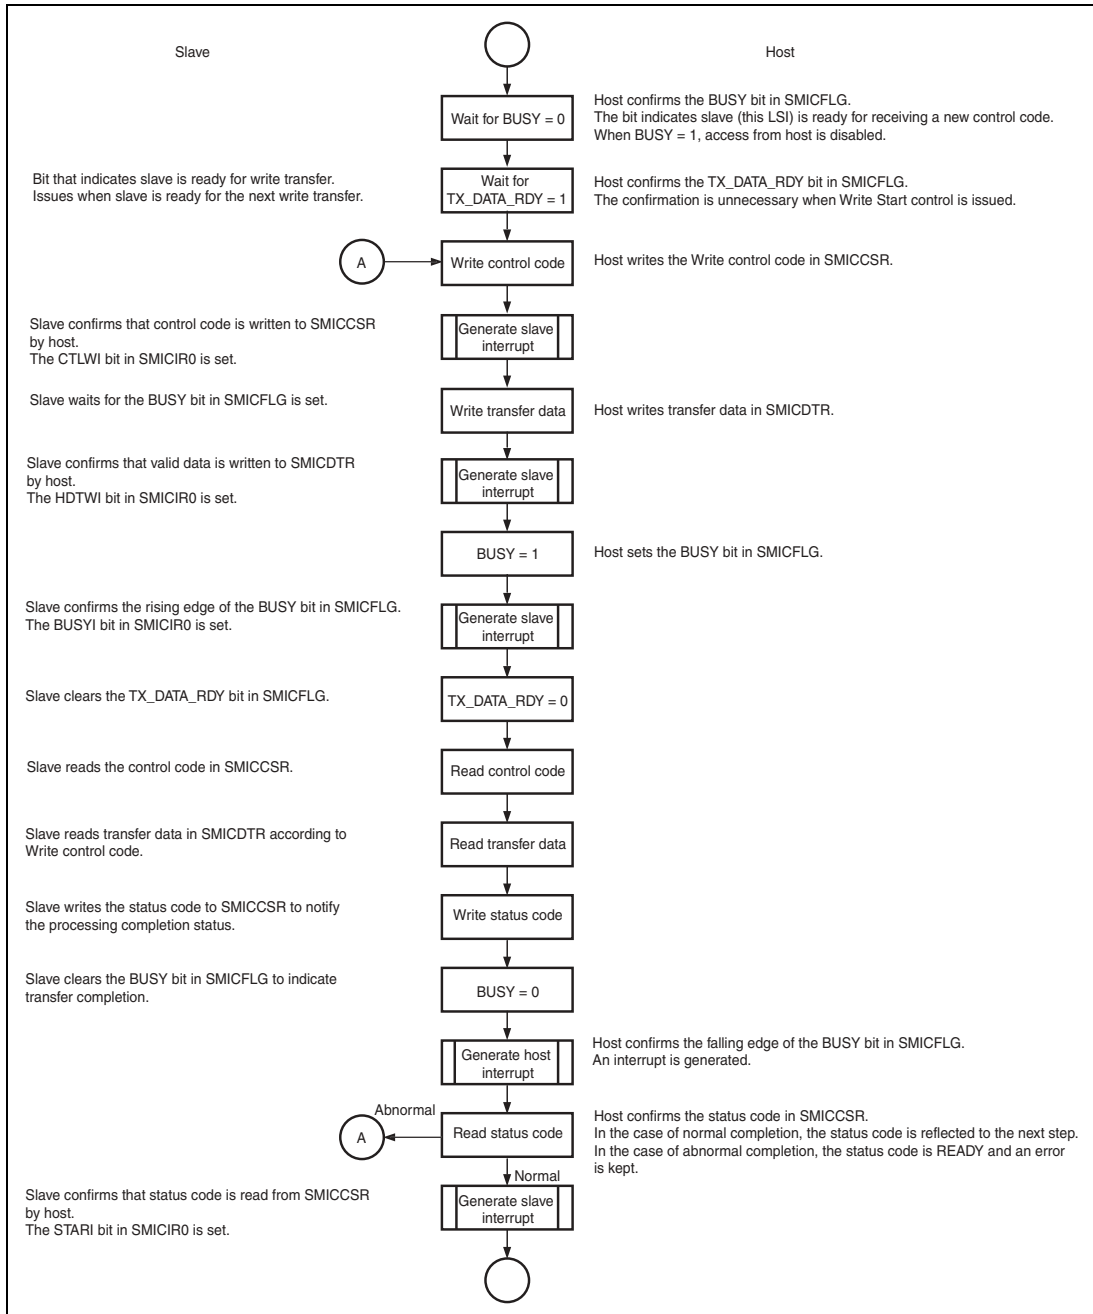 Slave
Host
Wait for BUSY = 0
Host confirms the BUSY bit in SMICFLG.
The bit indicates slave (this LSI) is ready for receiving a new control code.
When BUSY = 1, access from host is disabled.
Bit that indicates slave is ready for write transfer.
Issues when slave is ready for the next write transfer.
Wait for
TX_DATA_RDY = 1
Host confirms the TX_DATA_RDY bit in SMICFLG.
The confirmation is unnecessary when Write Start control is issued.
A
Write control code
Host writes the Write control code in SMICCSR.
Slave confirms that control code is written to SMICCSR
by host.
The CTLWI bit in SMICIR0 is set.
Generate slave
interrupt
Slave waits for the BUSY bit in SMICFLG is set.
Write transfer data
Host writes transfer data in SMICDTR.
Slave confirms that valid data is written to SMICDTR
by host.
The HDTWI bit in SMICIR0 is set.
Generate slave
interrupt
BUSY = 1
Host sets the BUSY bit in SMICFLG.
Slave confirms the rising edge of the BUSY bit in SMICFLG.
The BUSYI bit in SMICIR0 is set.
Generate slave
interrupt
Slave clears the TX_DATA_RDY bit in SMICFLG.
TX_DATA_RDY = 0
Slave reads the control code in SMICCSR.
Read control code
Slave reads transfer data in SMICDTR according to
Write control code.
Read transfer data
Slave writes the status code to SMICCSR to notify
the processing completion status.
Write status code
Slave clears the BUSY bit in SMICFLG to indicate
transfer completion.
BUSY = 0
Generate host
interrupt
Host confirms the falling edge of the BUSY bit in SMICFLG.
An interrupt is generated.
Abnormal
A
Read status code
Host confirms the status code in SMICCSR.
In the case of normal completion, the status code is reflected to the next step.
In the case of abnormal completion, the status code is READY and an error
is kept.
Normal
Slave confirms that status code is read from SMICCSR
by host.
The STARI bit in SMICIR0 is set.
Generate slave
interrupt